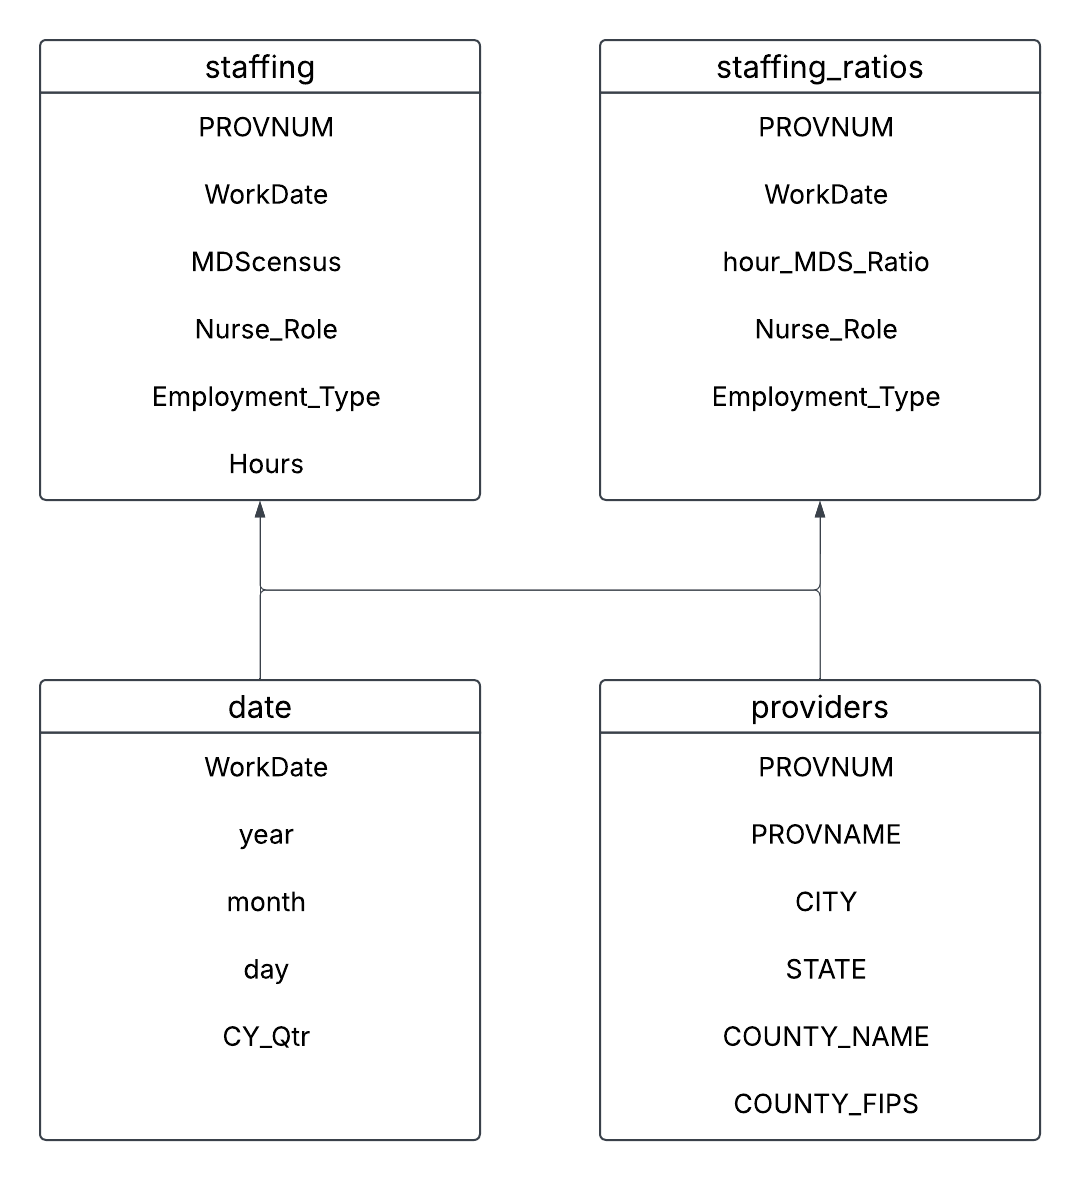 staffing
PROVNUM
WorkDate
MDScensus
Nurse_Role
Employment_Type
Hours
staffing_ratios
PROVNUM
WorkDate
hour_MDS_Ratio
Nurse_Role
Employment_Type
date
WorkDate
year
month
day
CY_Qtr
providers
PROVNUM
PROVNAME
CITY
STATE
COUNTY_NAME
COUNTY_FIPS